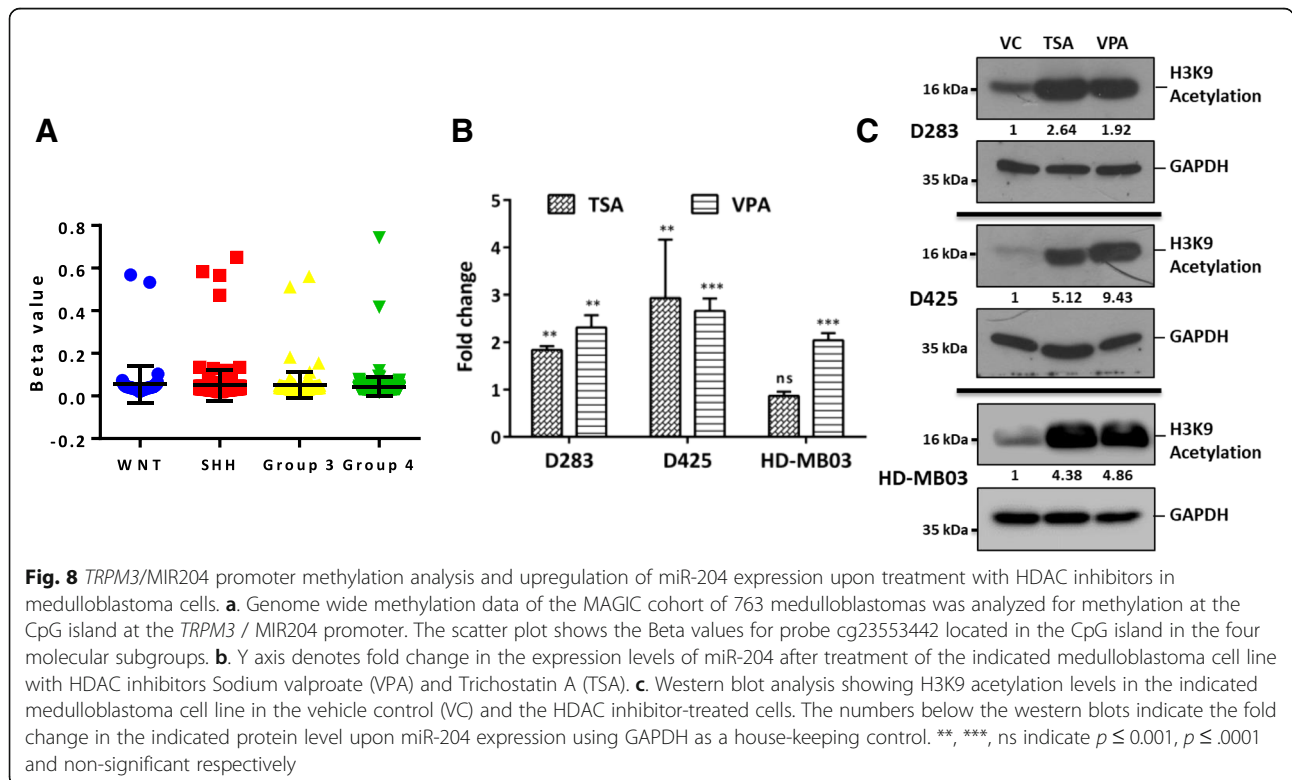 A
Beta value
0.8
0.6
0.4
0.2
0.0
-0.2
WNT SHH Group 3 Group 4
B
TSA VPA
Fold change
5
4
3
2
1
0
** ** ** *** ns ***
D283 D425 HD-MB03
C
VC TSA VPA
16 kDa H3K9 Acetylation
D283 1 2.64 1.92
35 kDa GAPDH
16 kDa H3K9 Acetylation
D425 1 5.12 9.43
35 kDa GAPDH
16 kDa H3K9 Acetylation
HD-MB03 1 4.38 4.86
35 kDa GAPDH
Fig. 8 TRPM3/MIR204 promoter methylation analysis and upregulation of miR-204 expression upon treatment with HDAC inhibitors in
medulloblastoma cells. a. Genome wide methylation data of the MAGIC cohort of 763 medulloblastomas was analyzed for methylation at the
CpG island at the TRPM3 / MIR204 promoter. The scatter plot shows the Beta values for probe cg23553442 located in the CpG island in the four
molecular subgroups. b. Y axis denotes fold change in the expression levels of miR-204 after treatment of the indicated medulloblastoma cell line
with HDAC inhibitors Sodium valproate (VPA) and Trichostatin A (TSA). c. Western blot analysis showing H3K9 acetylation levels in the indicated
medulloblastoma cell line in the vehicle control (VC) and the HDAC inhibitor-treated cells. The numbers below the western blots indicate the fold
change in the indicated protein level upon miR-204 expression using GAPDH as a house-keeping control. **, ***, ns indicate p ≤ 0.001, p ≤ .0001
and non-significant respectively